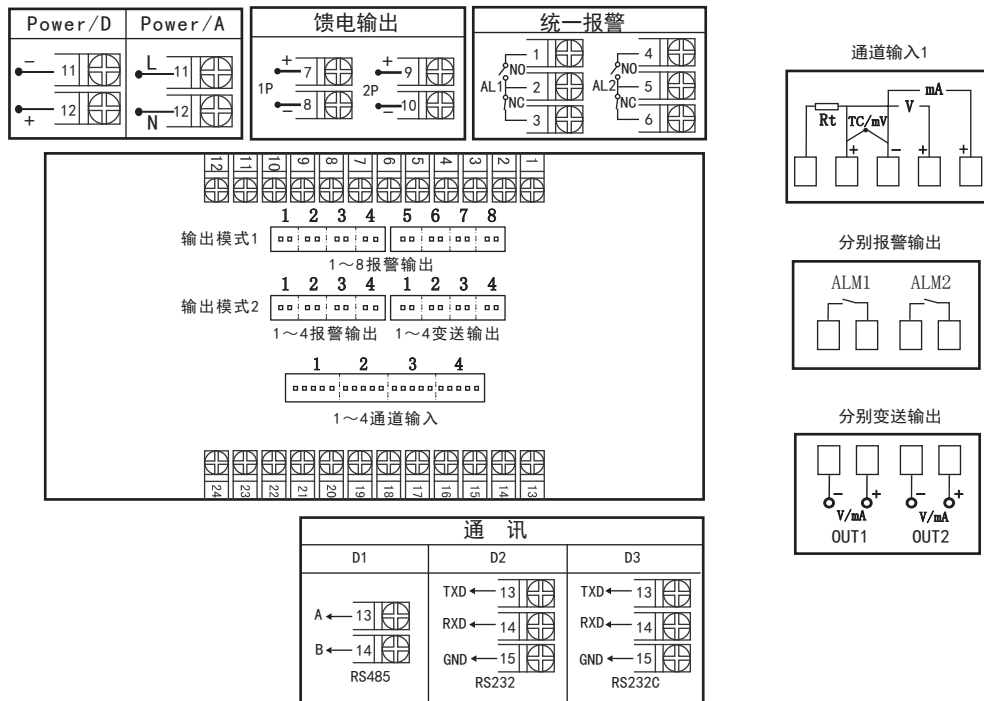 Power/D Power/A
- 11 L 11
+ 12 N 12
馈电输出
1P + 7 - 8 2P + 9 - 10
统一报警
1 NO 4 NO
AL1 2 AL2 5
NC 3 NC 6
12 11 10 9 8 7 6 5 4 3 2 1
1 2 3 4 5 6 7 8
输出模式1
1～8报警输出
1 2 3 4 1 2 3 4
输出模式2
1～4报警输出 1～4变送输出
1 2 3 4
1～4通道输入
24 23 22 21 20 19 18 17 16 15 14 13
通 讯
D1 D2 D3
A 13 TXD 13 TXD 13
B 14 RXD 14 RXD 14
GND 15 GND 15
RS485 RS232 RS232C
通道输入1
mA
V
Rt TC/mV
+ - + +
分别报警输出
ALM1 ALM2
分别变送输出
- + - +
V/mA V/mA
OUT1 OUT2